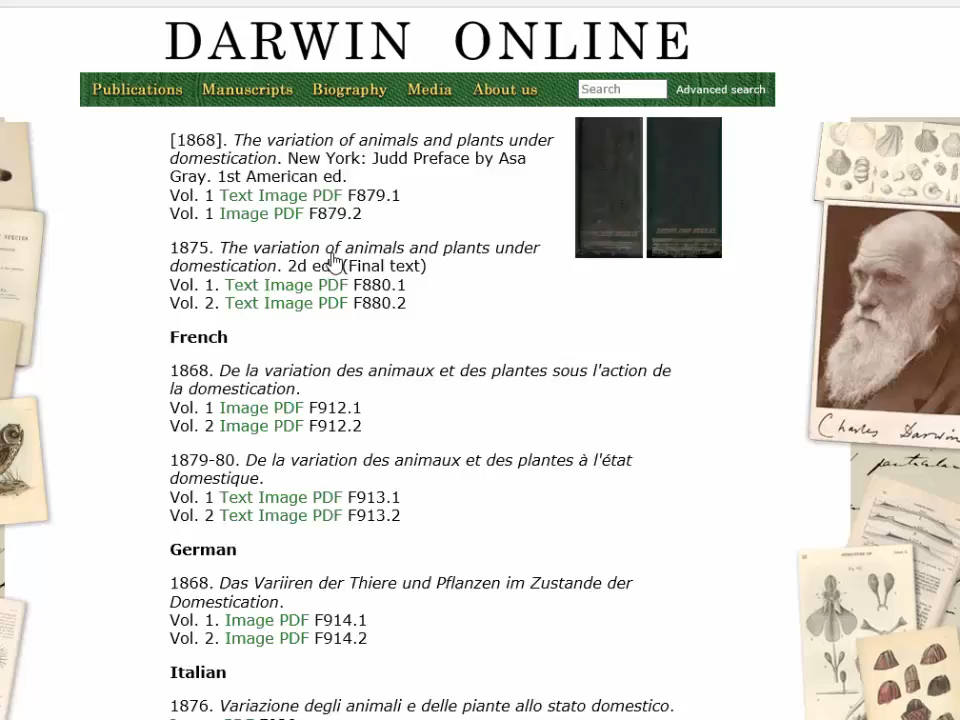 DARWIN ONLINE
Publications Manuscripts Biography Media About us Search Advanced search
[1868]. The variation of animals and plants under
domestication. New York: Judd Preface by Asa
Gray. 1st American ed.
Vol. 1 Text Image PDF F879.1
Vol. 1 Image PDF F879.2
1875. The variation of animals and plants under
domestication. 2d ed (Final text)
Vol. 1. Text Image PDF F880.1
Vol. 2. Text Image PDF F880.2
French
1868. De la variation des animaux et des plantes sous l'action de
la domestication.
Vol. 1 Image PDF F912.1
Vol. 2 Image PDF F912.2
1879-80. De la variation des animaux et des plantes à l'état
domestique.
Vol. 1 Text Image PDF F913.1
Vol. 2 Text Image PDF F913.2
German
1868. Das Variiren der Thiere und Pflanzen im Zustande der
Domestication.
Vol. 1. Image PDF F914.1
Vol. 2. Image PDF F914.2
Italian
1876. Variazione degli animali e delle piante allo stato domestico.
Charles Darwin